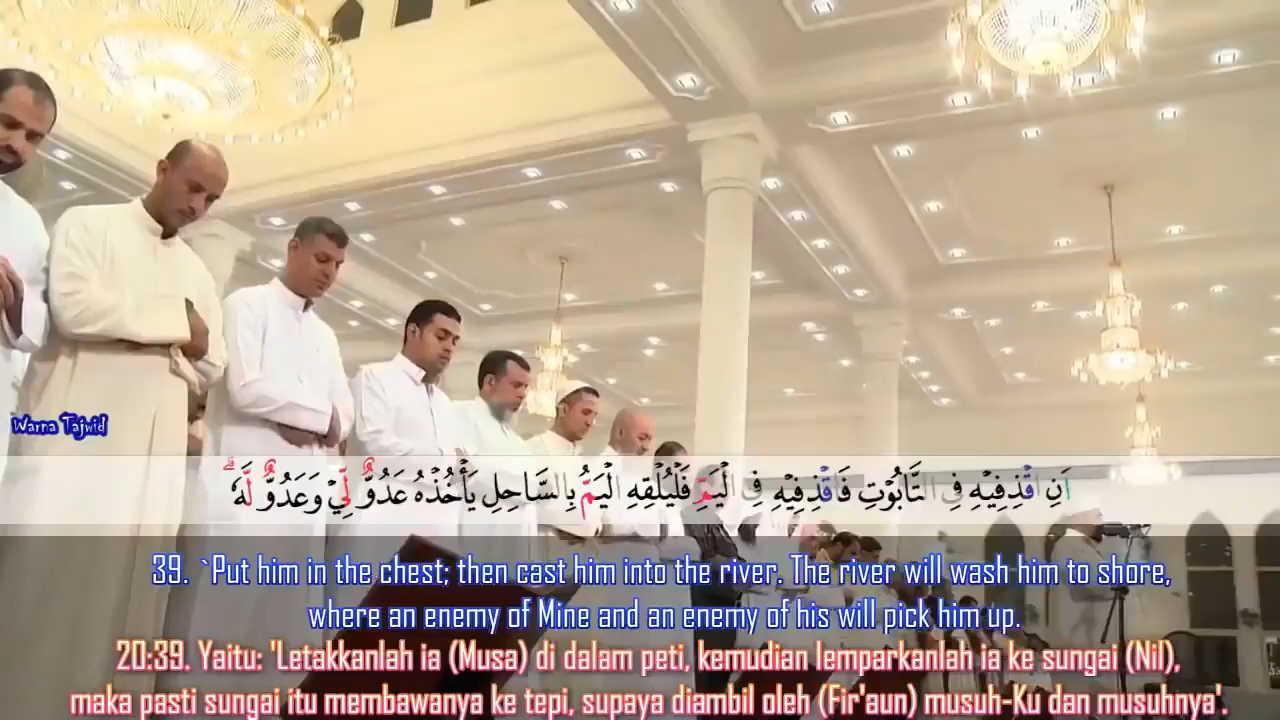 Warna Tajwid
اَنِ اقْذِفِيْهِ فِى التَّابُوْتِ فَاقْذِفِيْهِ فِى الْيَمِّ فَلْيُلْقِهِ الْيَمُّ بِالسَّاحِلِ يَأْخُذْهُ عَدُوٌّ لِّيْ وَعَدُوٌّ لَّهٗ ۗ
39. `Put him in the chest; then cast him into the river. The river will wash him to shore,
where an enemy of Mine and an enemy of his will pick him up.
20:39. Yaitu: 'Letakkanlah ia (Musa) di dalam peti, kemudian lemparkanlah ia ke sungai (Nil),
maka pasti sungai itu membawanya ke tepi, supaya diambil oleh (Fir'aun) musuh-Ku dan musuhnya'.